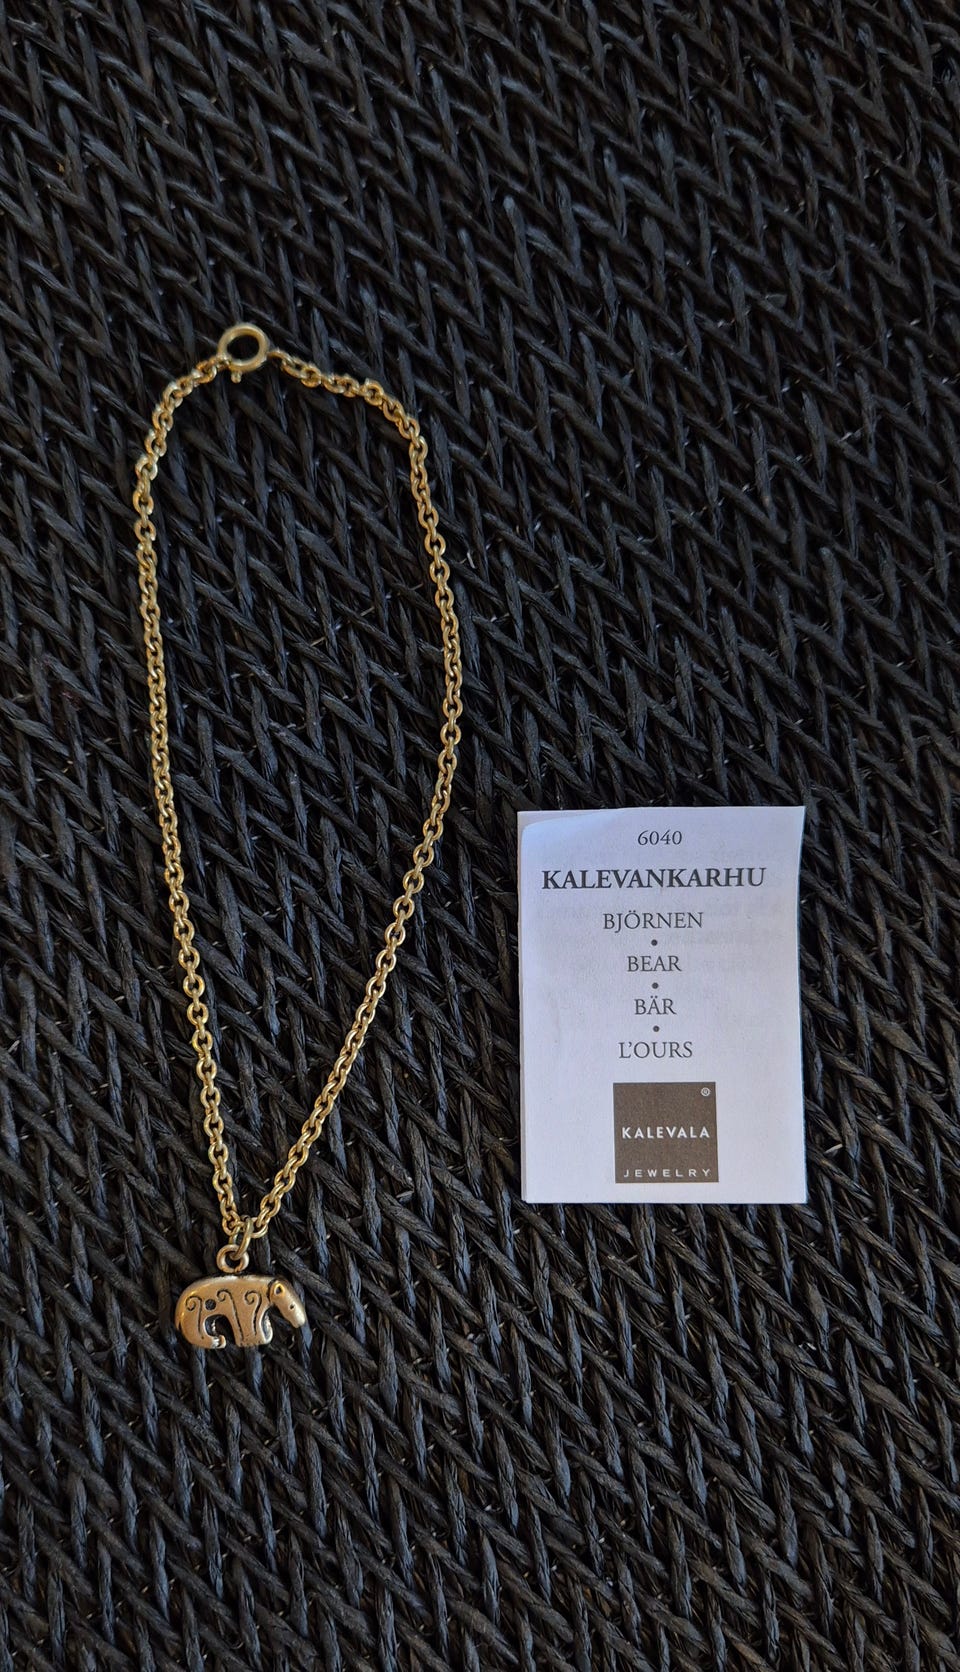 6040
KALEVANKARHU
BJÖRNEN
•
BEAR
•
BÄR
•
L'OURS
®
KALEVALA
JEWELRY